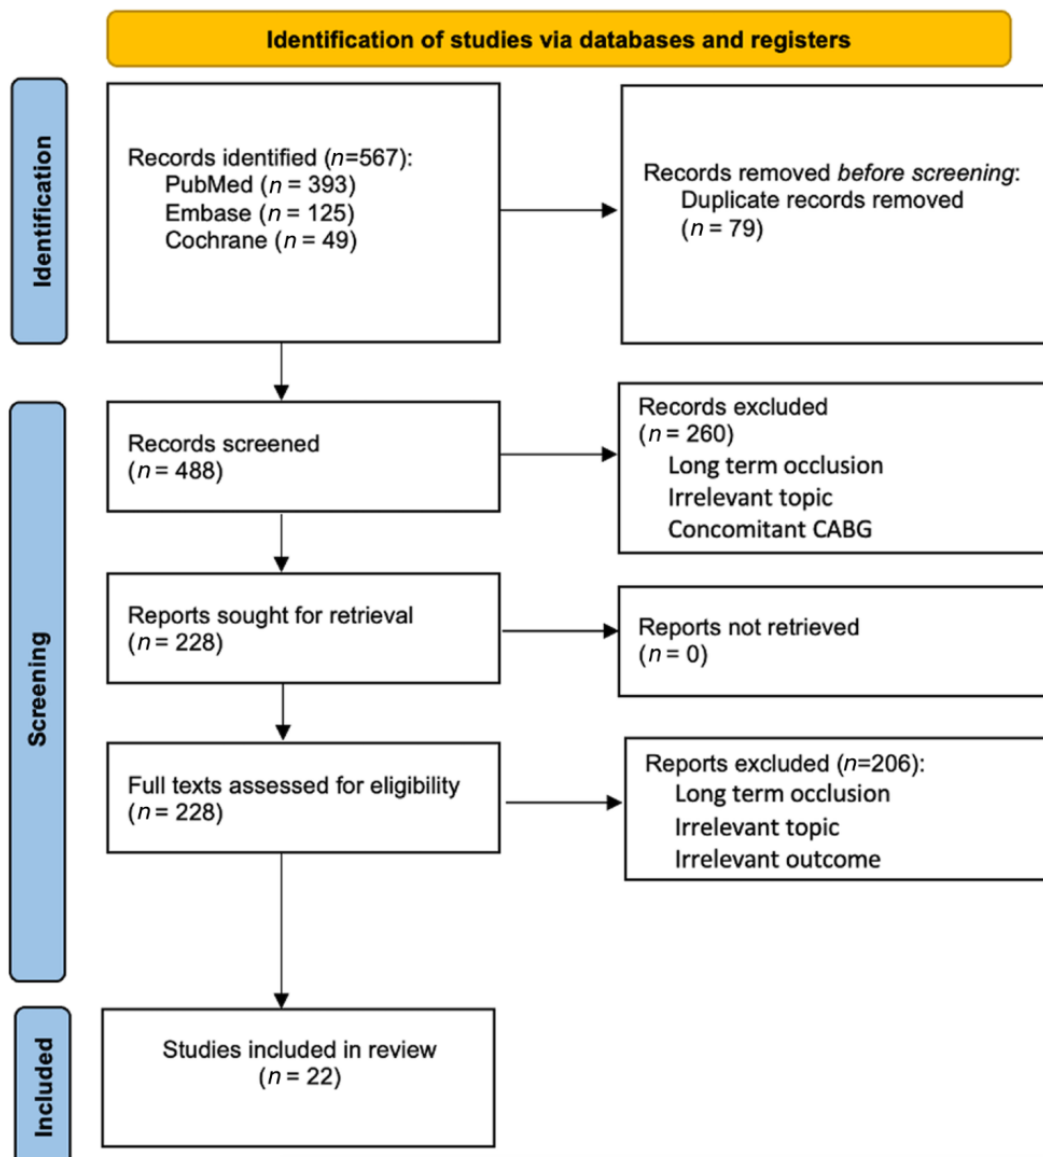 Identification of studies via databases and registers
Identification
Records identified (n=567):
PubMed (n = 393)
Embase (n = 125)
Cochrane (n = 49)
Records removed before screening:
Duplicate records removed
(n = 79)
Screening
Records screened
(n = 488)
Records excluded
(n = 260)
Long term occlusion
Irrelevant topic
Concomitant CABG
Reports sought for retrieval
(n = 228)
Reports not retrieved
(n = 0)
Full texts assessed for eligibility
(n = 228)
Reports excluded (n=206):
Long term occlusion
Irrelevant topic
Irrelevant outcome
Included
Studies included in review
(n = 22)